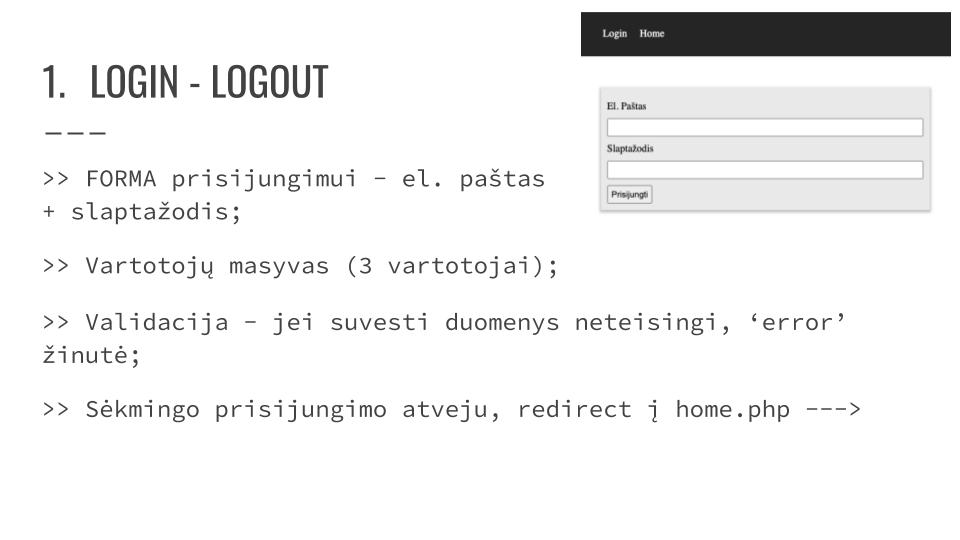 Login Home
1. LOGIN - LOGOUT
El. Paštas
Slaptažodis
Prisijungti
>> FORMA prisijungimui - el. paštas
+ slaptažodis;
>> Vartotojų masyvas (3 vartotojai);
>> Validacija - jei suvesti duomenys neteisingi, ‘error’
žinutė;
>> Sėkmingo prisijungimo atveju, redirect į home.php --->